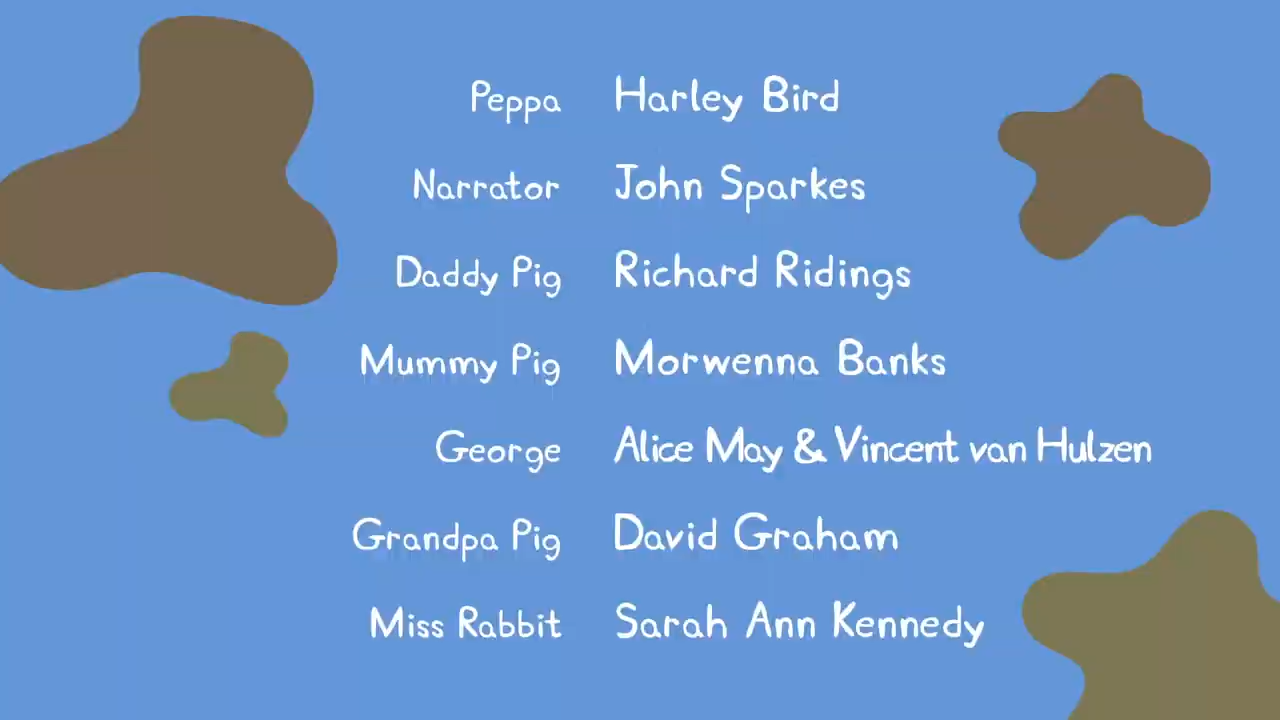 Peppa Harley Bird
Narrator John Sparkes
Daddy Pig Richard Ridings
Mummy Pig Morwenna Banks
George Alice May & Vincent van Hulzen
Grandpa Pig David Graham
Miss Rabbit Sarah Ann Kennedy